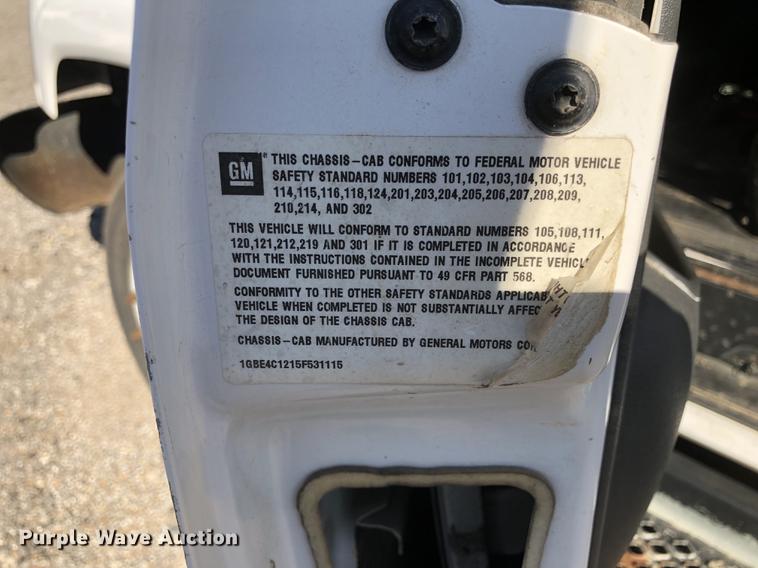 GM
THIS CHASSIS-CAB CONFORMS TO FEDERAL MOTOR VEHICLE
SAFETY STANDARD NUMBERS 101,102,103,104,106,113,
114,115,116,118,124,201,203,204,205,206,207,208,209,
210,214, AND 302
THIS VEHICLE WILL CONFORM TO STANDARD NUMBERS 105,108,111,
120,121,212,219 AND 301 IF IT IS COMPLETED IN ACCORDANCE
WITH THE INSTRUCTIONS CONTAINED IN THE INCOMPLETE VEHICL
DOCUMENT FURNISHED PURSUANT TO 49 CFR PART 568.
CONFORMITY TO THE OTHER SAFETY STANDARDS APPLICAB
VEHICLE WHEN COMPLETED IS NOT SUBSTANTIALLY AFFEC
THE DESIGN OF THE CHASSIS CAB.
CHASSIS-CAB MANUFACTURED BY GENERAL MOTORS COR
1GBE4C1215F531115
Purple Wave Auction